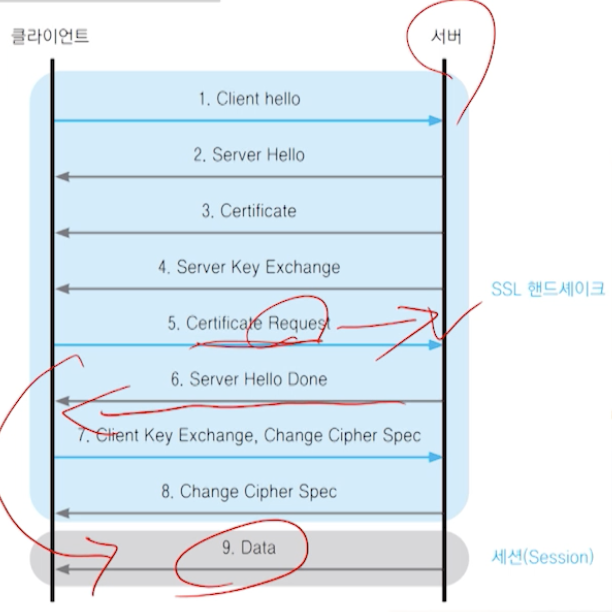 클라이언트
서버
1. Client hello
2. Server Hello
3. Certificate
4. Server Key Exchange
SSL 핸드셰이크
5. Certificate Request
6. Server Hello Done
7. Client Key Exchange, Change Cipher Spec
8. Change Cipher Spec
9. Data
세션(Session)